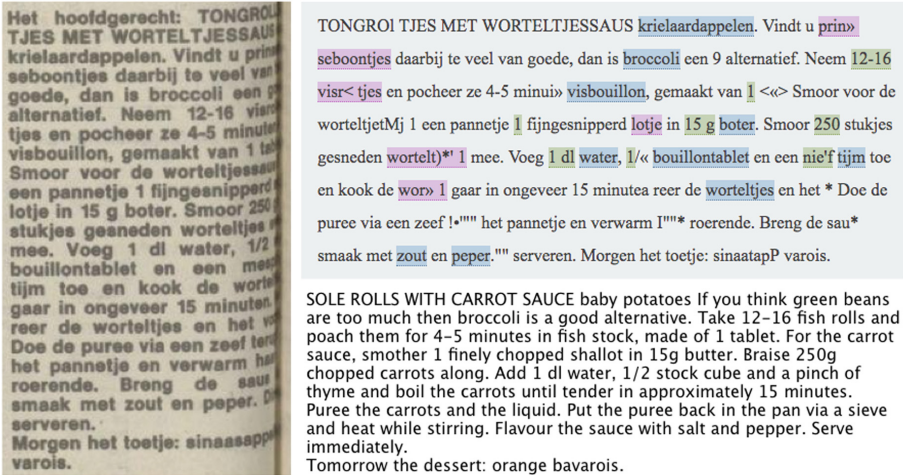 Het hoofdgerecht: TONGROL
TJES MET WORTELTJESSAUS
krielaardappelen. Vindt u prin
seboontjes daarbij te veel van
goede, dan is broccoli een g
alternatief. Neem 12-16 visro
tjes en pocheer ze 4-5 minuten
visbouillon, gemaakt van 1 tab
Smoor voor de worteltjessau
een pannetje 1 fijngesnipperd
lotje in 15 g boter. Smoor 250 g
stukjes gesneden worteltjes
mee. Voeg 1 dl water, 1/2
bouillontablet en een mes
tijm toe en kook de worte
gaar in ongeveer 15 minuten.
reer de worteltjes en het vo
Doe de puree via een zeef teru
het pannetje en verwarm ha
roerende. Breng de saus
smaak met zout en peper. Di
serveren.
Morgen het toetje: sinaasappe
varois.
TONGROl TJES MET WORTELTJESSAUS krielaardappelen. Vindt u prin»
seboontjes daarbij te veel van goede, dan is broccoli een 9 alternatief. Neem 12-16
visr< tjes en pocheer ze 4-5 minui» visbouillon, gemaakt van 1 <«> Smoor voor de
worteltjetMj 1 een pannetje 1 fijngesnipperd lotje in 15 g boter. Smoor 250 stukjes
gesneden wortelt)*' 1 mee. Voeg 1 dl water, 1/« bouillontablet en een nie'f tijm toe
en kook de wor» 1 gaar in ongeveer 15 minutea reer de worteltjes en het * Doe de
puree via een zeef !•""" het pannetje en verwarm I""* roerende. Breng de sau*
smaak met zout en peper."" serveren. Morgen het toetje: sinaatapP varois.
SOLE ROLLS WITH CARROT SAUCE baby potatoes If you think green beans
are too much then broccoli is a good alternative. Take 12-16 fish rolls and
poach them for 4-5 minutes in fish stock, made of 1 tablet. For the carrot
sauce, smother 1 finely chopped shallot in 15g butter. Braise 250g
chopped carrots along. Add 1 dl water, 1/2 stock cube and a pinch of
thyme and boil the carrots until tender in approximately 15 minutes.
Puree the carrots and the liquid. Put the puree back in the pan via a sieve
and heat while stirring. Flavour the sauce with salt and pepper. Serve
immediately.
Tomorrow the dessert: orange bavarois.